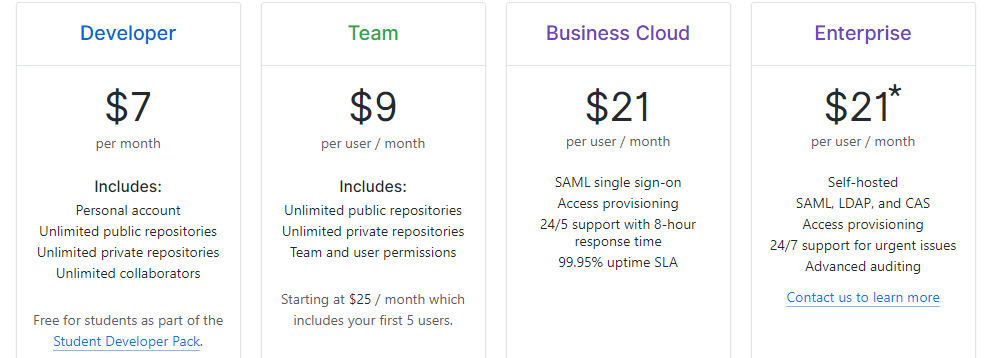 Developer
$7
per month
Includes:
Personal account
Unlimited public repositories
Unlimited private repositories
Unlimited collaborators
Free for students as part of the
Student Developer Pack.
Team
$9
per user / month
Includes:
Unlimited public repositories
Unlimited private repositories
Team and user permissions
Starting at $25 / month which
includes your first 5 users.
Business Cloud
$21
per user / month
SAML single sign-on
Access provisioning
24/5 support with 8-hour
response time
99.95% uptime SLA
Enterprise
$21*
per user / month
Self-hosted
SAML, LDAP, and CAS
Access provisioning
24/7 support for urgent issues
Advanced auditing
Contact us to learn more